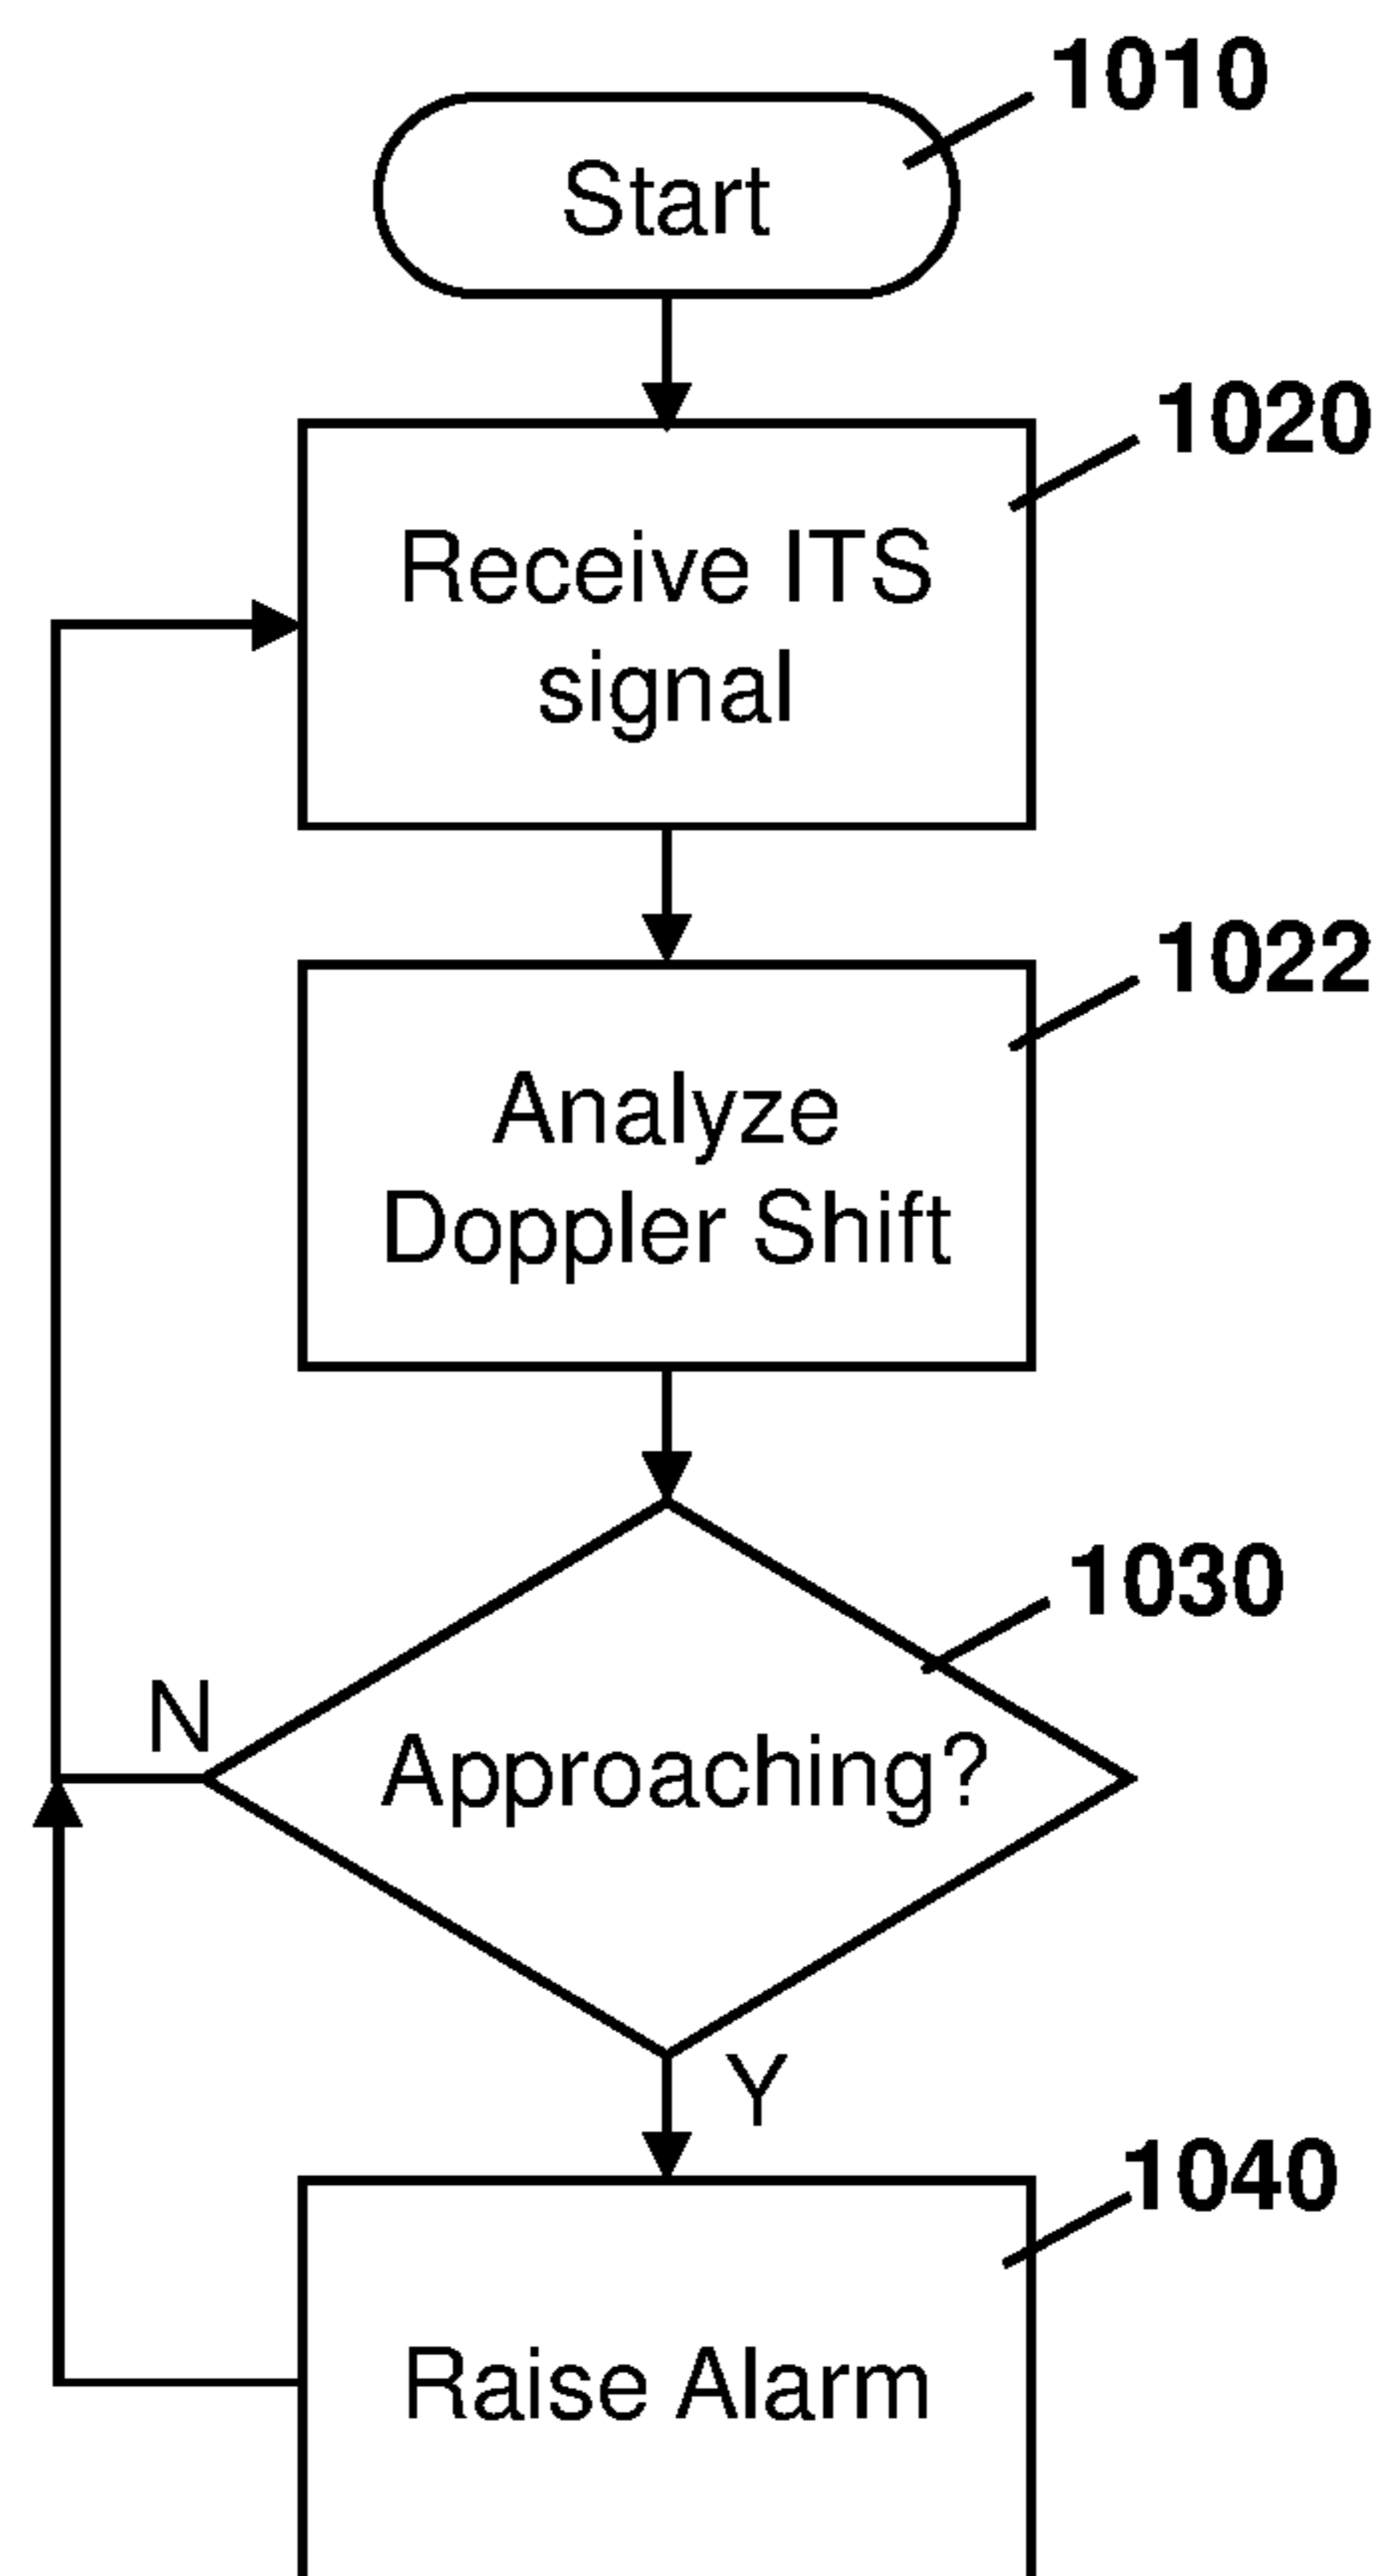 1010
Start
1020
Receive ITS
signal
1022
Analyze
Doppler Shift
1030
N
Approaching?
Y
1040
Raise Alarm